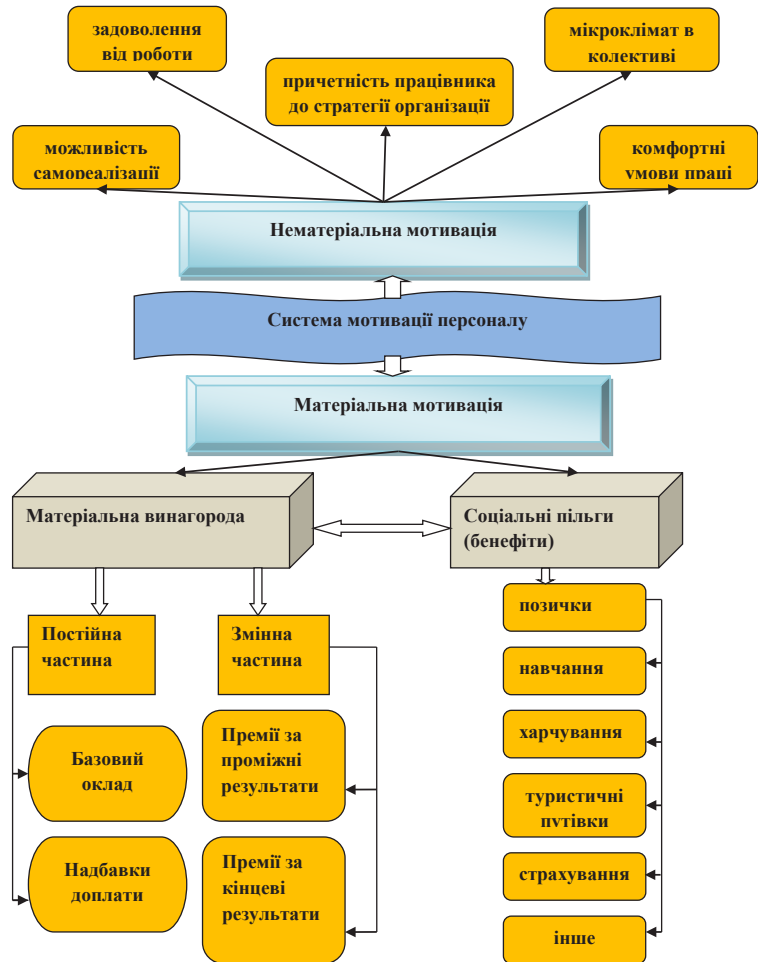 задоволення
від роботи
мікроклімат в
колективі
причетність працівника
до стратегії організації
можливість
самореалізації
комфортні
умови праці
Нематеріальна мотивація
Система мотивації персоналу
Матеріальна мотивація
Матеріальна винагорода
Соціальні пільги
(бенефіти)
Постійна
частина
Змінна
частина
Базовий
оклад
Надбавки
доплати
Премії за
проміжні
результати
Премії за
кінцеві
результати
позички
навчання
харчування
туристичні
путівки
страхування
інше